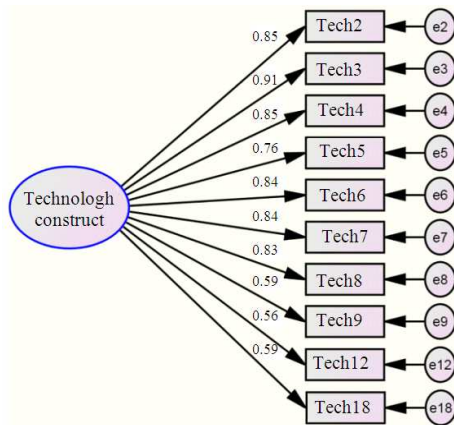 0.85
Tech2
e2
0.91
Tech3
e3
0.85
Tech4
e4
0.76
Tech5
e5
0.84
Tech6
e6
Technologh
construct
0.84
Tech7
e7
0.83
Tech8
e8
0.59
Tech9
e9
0.56
Tech12
e12
0.59
Tech18
e18